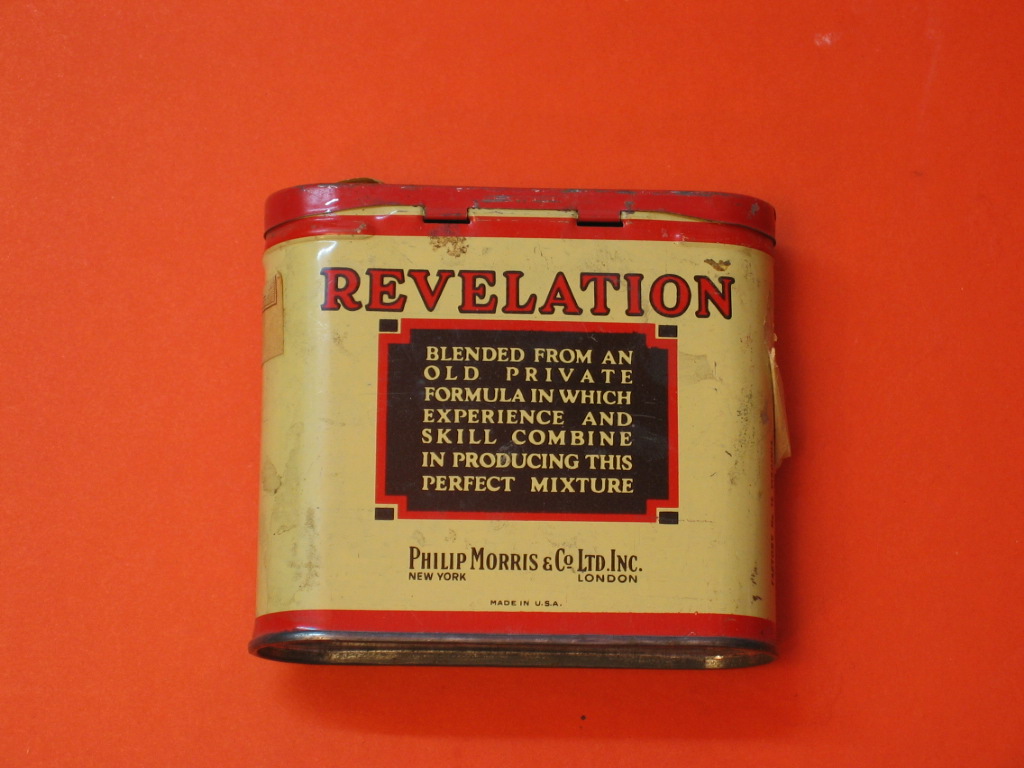 REVELATION
BLENDED FROM AN
OLD PRIVATE
FORMULA IN WHICH
EXPERIENCE AND
SKILL COMBINE
IN PRODUCING THIS
PERFECT MIXTURE
PHILIP MORRIS & CO LTD. INC.
NEW YORK LONDON
MADE IN U.S.A.